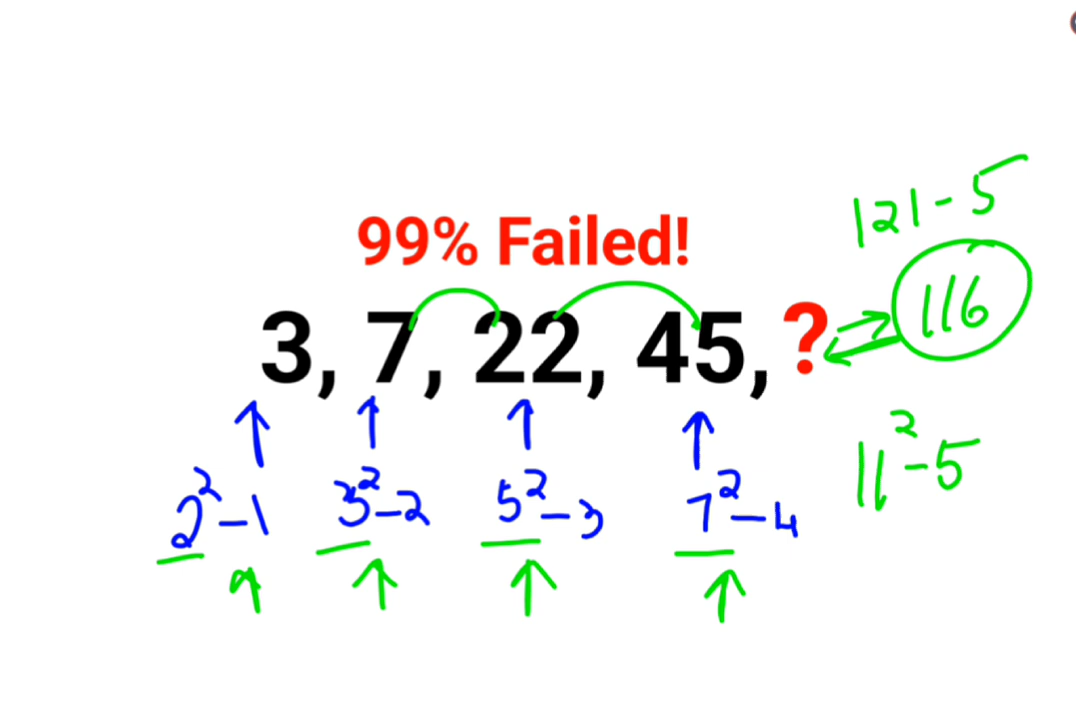 121-5
99% Failed!
116
3, 7, 22, 45, ?
11²-5
2²-1 3²-2 5²-3 7²-4